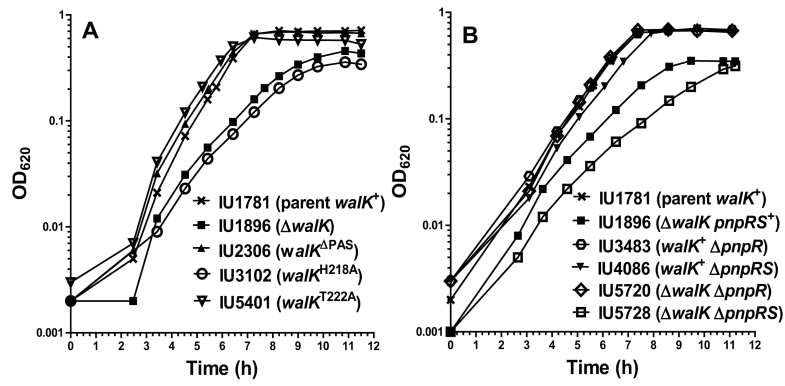 A
OD620
1
0.1
0.01
0.001
0 1 2 3 4 5 6 7 8 9 10 11 12
Time (h)
IU1781 (parent walK+)
IU1896 (ΔwalK)
IU2306 (walKΔPAS)
IU3102 (walKH218A)
IU5401 (walKT222A)
B
OD620
1
0.1
0.01
0.001
0 1 2 3 4 5 6 7 8 9 10 11 12
Time (h)
IU1781 (parent walK+)
IU1896 (ΔwalK pnpRS+)
IU3483 (walK+ ΔpnpR)
IU4086 (walK+ ΔpnpRS)
IU5720 (ΔwalK ΔpnpR)
IU5728 (ΔwalK ΔpnpRS)